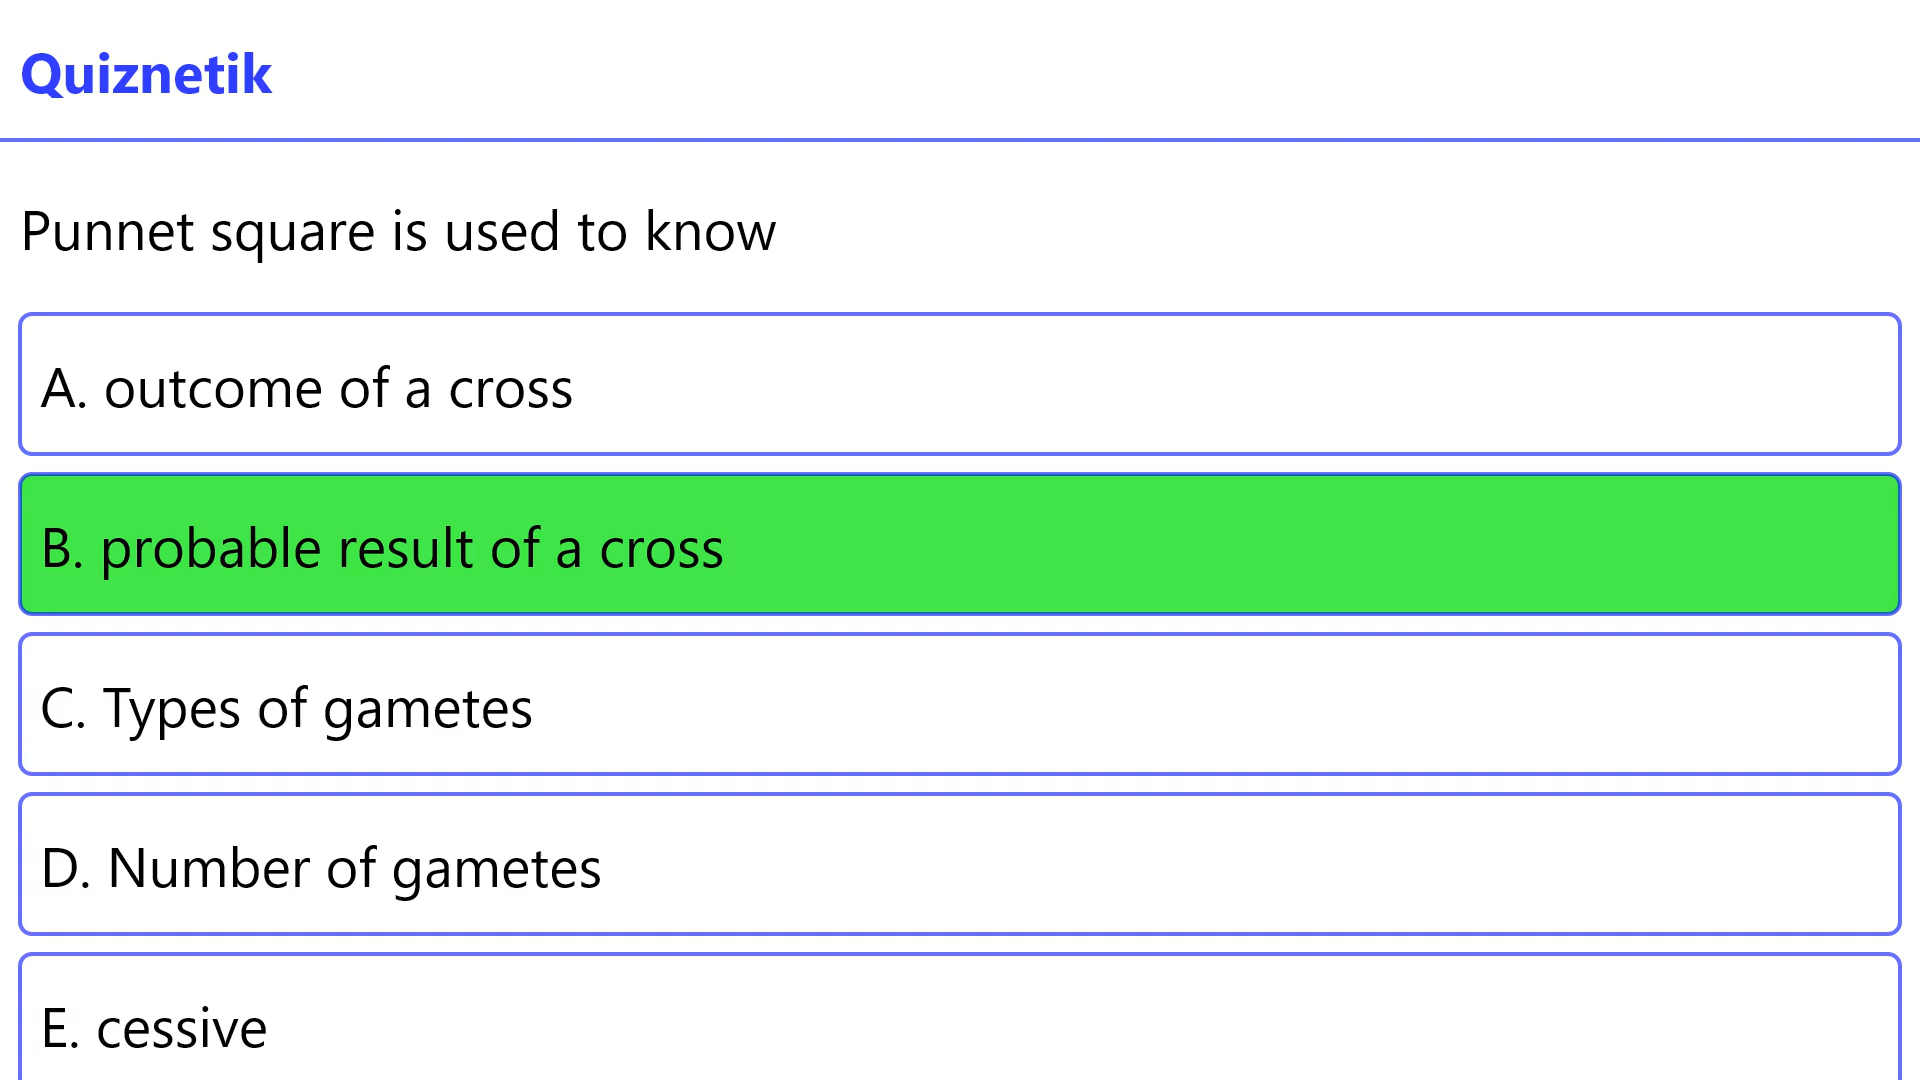 Quiznetik
Punnet square is used to know
A. outcome of a cross
B. probable result of a cross
C. Types of gametes
D. Number of gametes
E. cessive